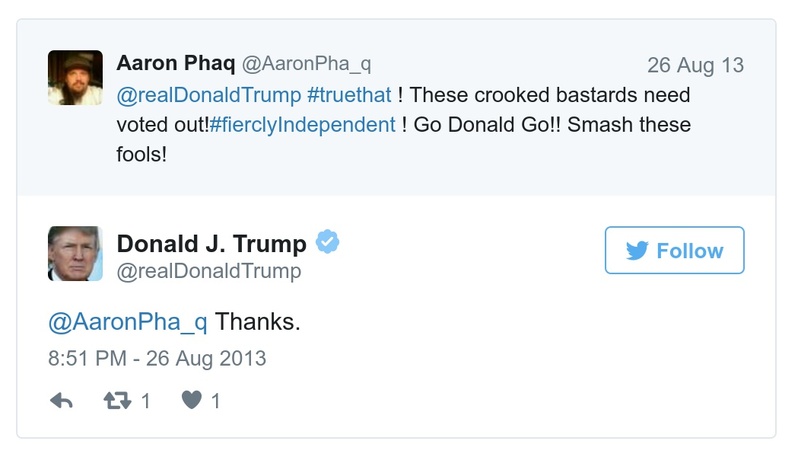 Aaron Phaq @AaronPha_q 26 Aug 13
@realDonaldTrump #truethat ! These crooked bastards need
voted out!#fierclyIndependent ! Go Donald Go!! Smash these
fools!
Donald J. Trump
@realDonaldTrump
Follow
@AaronPha_q Thanks.
8:51 PM - 26 Aug 2013
1 1